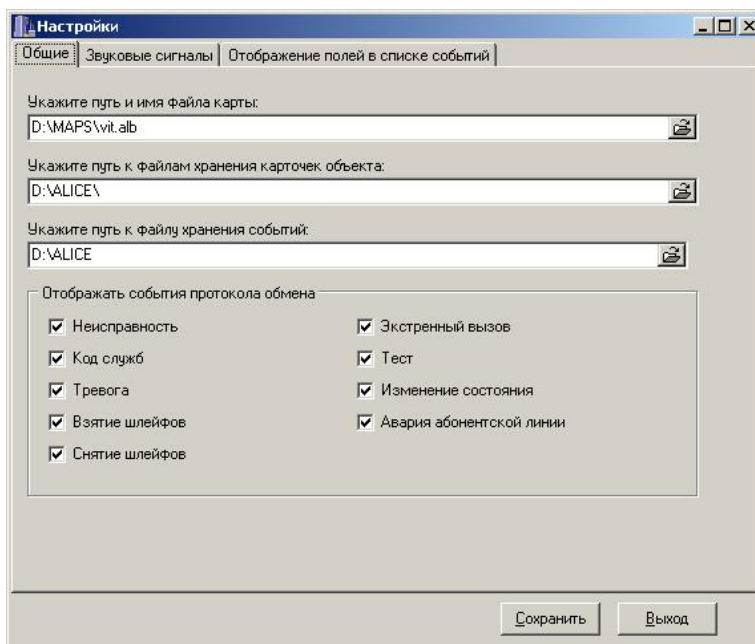 Настройки
Общие Звуковые сигналы Отображение полей в списке событий
Укажите путь и имя файла карты:
D:\MAPS\vit.alb
Укажите путь к файлам хранения карточек объекта:
D:\ALICE\
Укажите путь к файлу хранения событий:
D:\ALICE
Отображать события протокола обмена
Неисправность Экстренный вызов
Код служб Тест
Тревога Изменение состояния
Взятие шлейфов Авария абонентской линии
Снятие шлейфов
Сохранить Выход